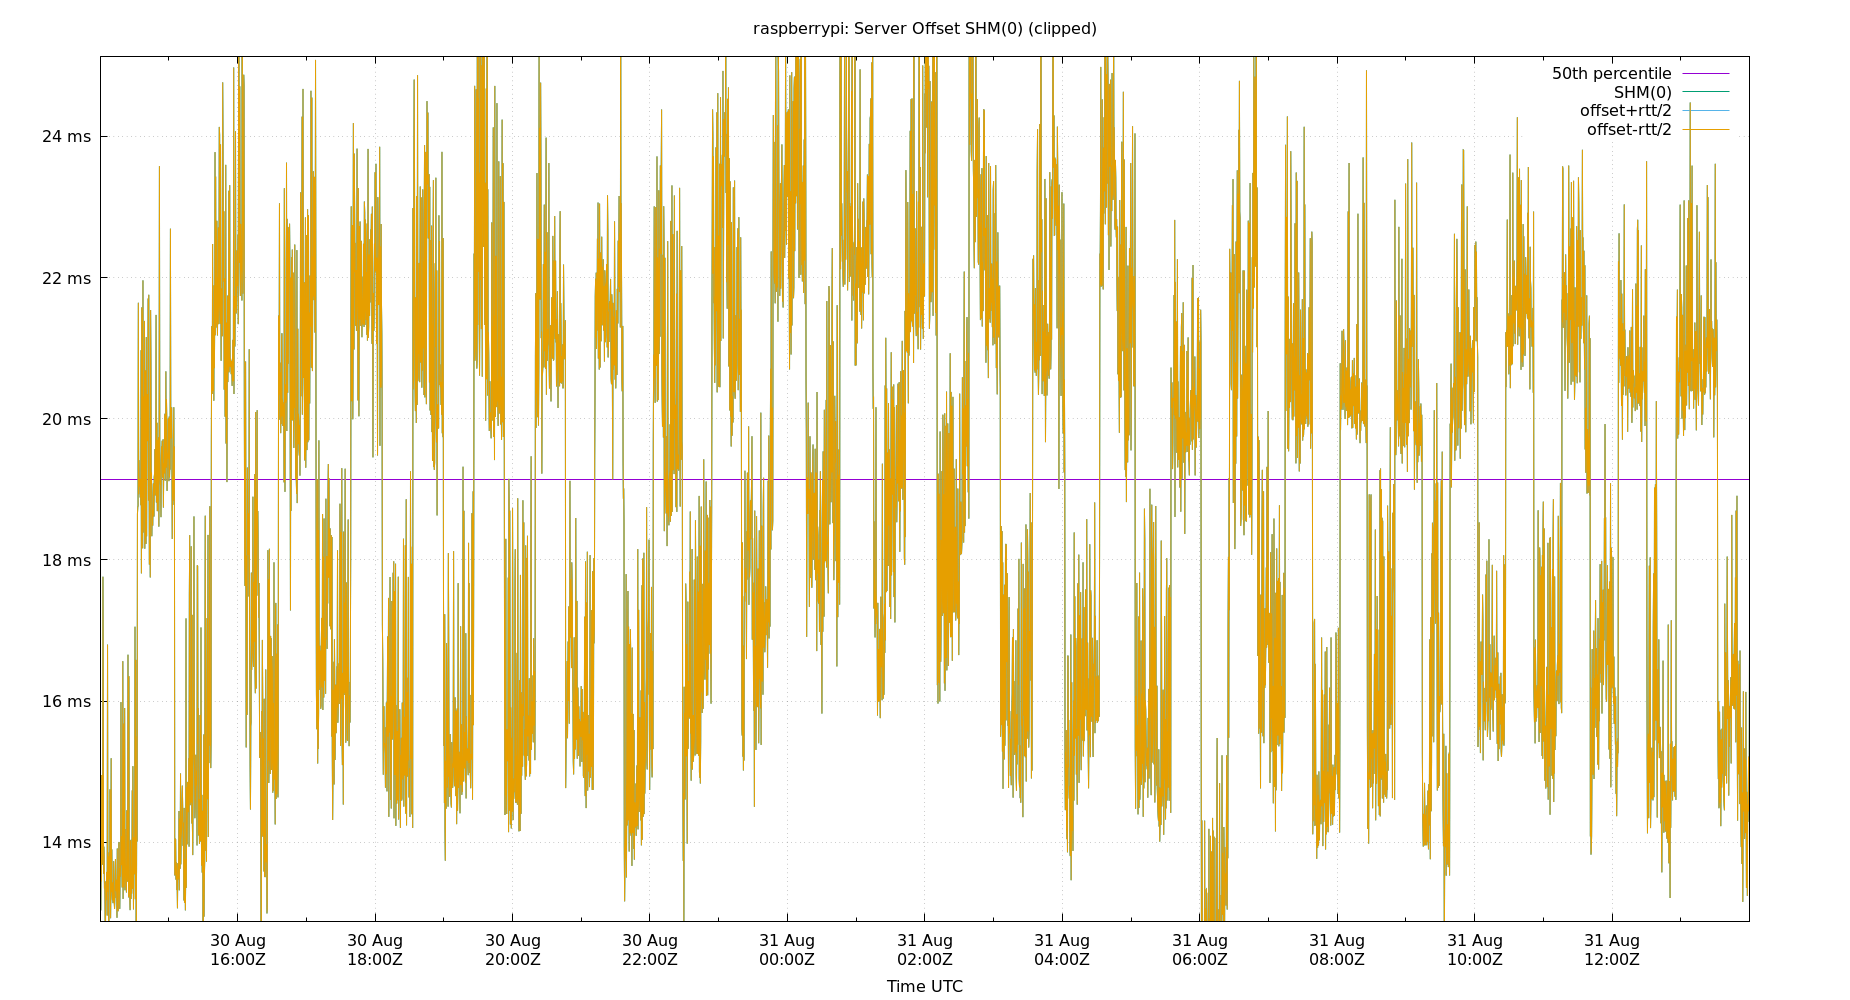 raspberrypi: Server Offset SHM(0) (clipped)
50th percentile
SHM(0)
offset+rtt/2
offset-rtt/2
24 ms
22 ms
20 ms
18 ms
16 ms
14 ms
30 Aug 30 Aug 30 Aug 30 Aug 31 Aug 31 Aug 31 Aug 31 Aug 31 Aug 31 Aug 31 Aug
16:00Z 18:00Z 20:00Z 22:00Z 00:00Z 02:00Z 04:00Z 06:00Z 08:00Z 10:00Z 12:00Z
Time UTC